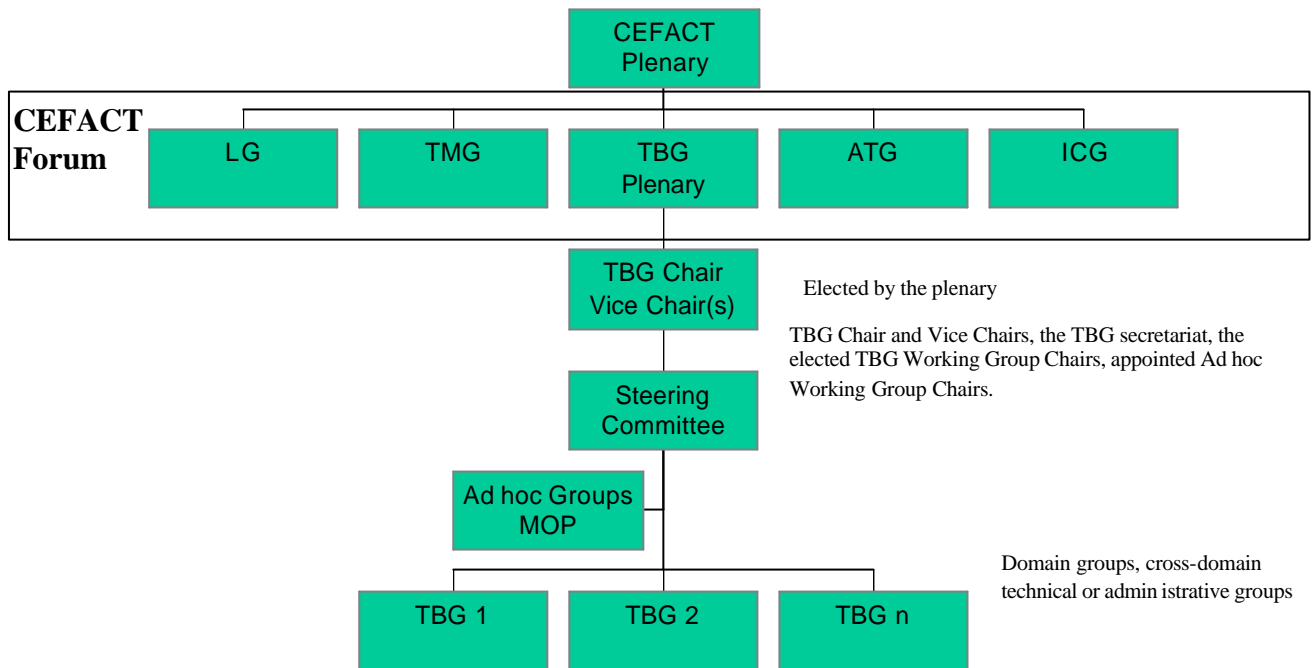 CEFACT
Plenary
CEFACT
Forum
LG
TMG
TBG
Plenary
ATG
ICG
TBG Chair
Vice Chair(s)
Elected by the plenary
TBG Chair and Vice Chairs, the TBG secretariat, the
elected TBG Working Group Chairs, appointed Ad hoc
Working Group Chairs.
Steering
Committee
Ad hoc Groups
MOP
Domain groups, cross-domain
technical or admin istrative groups
TBG 1
TBG 2
TBG n